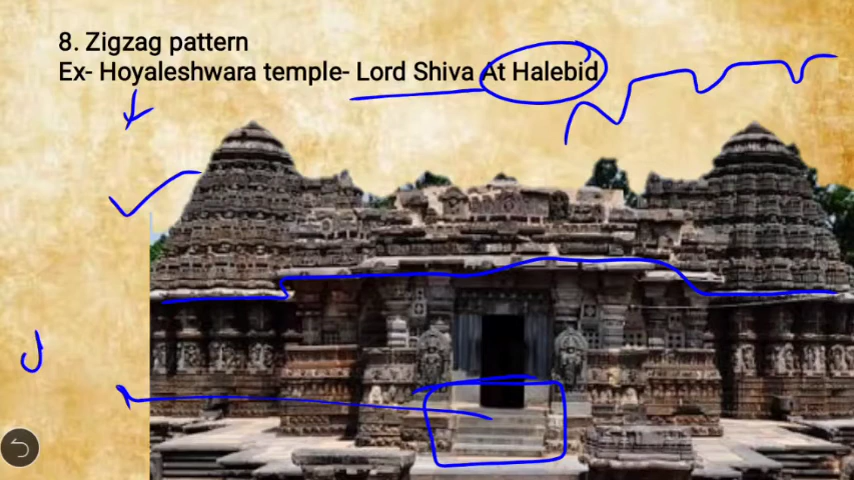 8. Zigzag pattern
Ex- Hoyaleshwara temple- Lord Shiva At Halebid